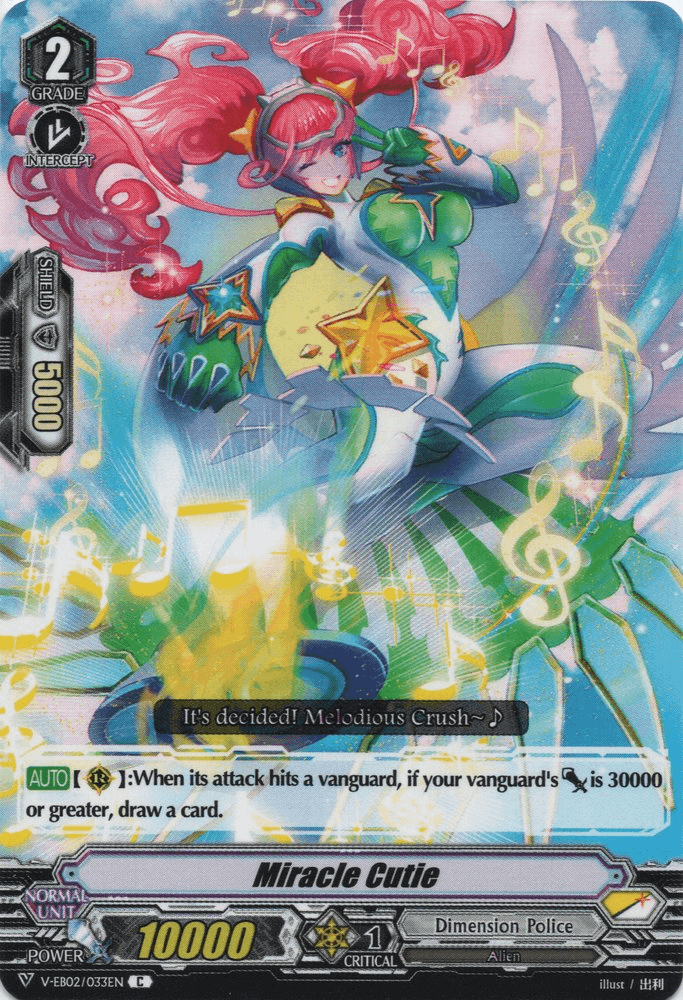 2
GRADE
INTERCEPT
SHIELD
5000
It's decided! Melodious Crush~♪
AUTO【 R 】:When its attack hits a vanguard, if your vanguard's is 30000
or greater, draw a card.
Miracle Cutie
NORMAL
UNIT
POWER
10000
1
CRITICAL
Dimension Police
Alien
V-EB02/033EN C
illust / 出利